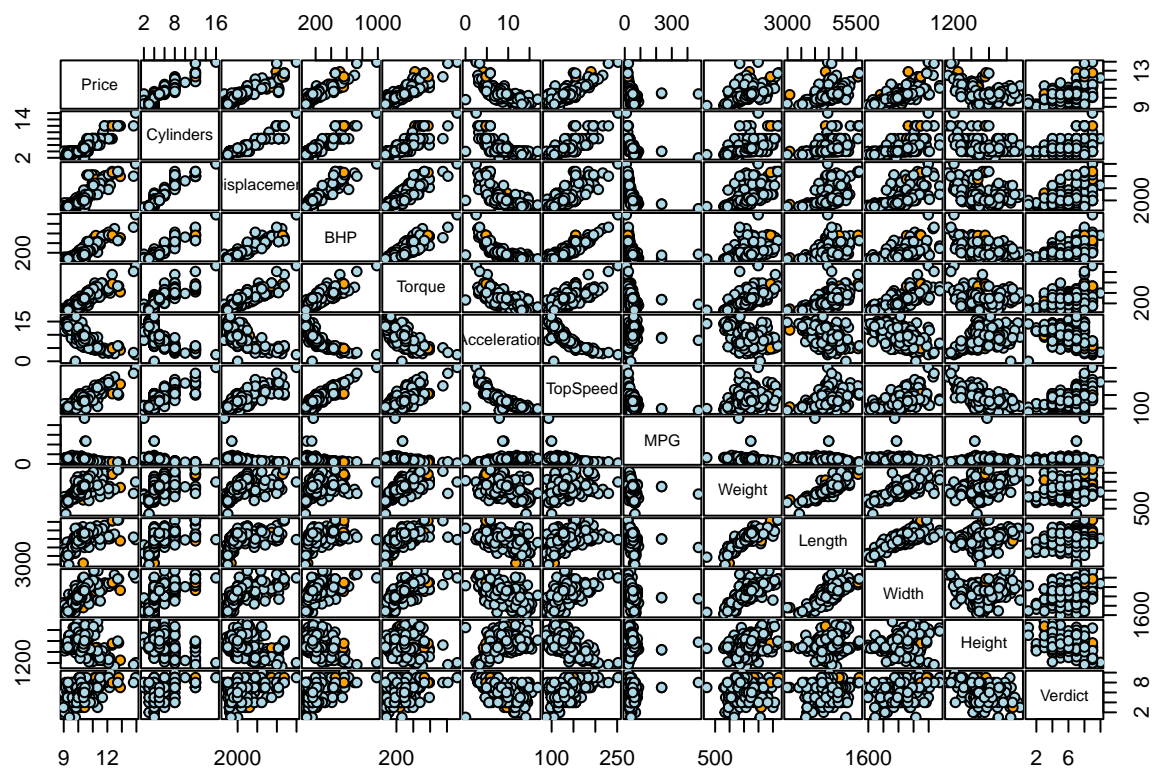 2 8 16 200 1000 0 10 0 300 3000 5500 1200
Price 9 13
2 14 Cylinders
isplacemen 2000
200 BHP
Torque 200
0 15 Acceleration
TopSpeed 100
0 MPG
Weight 500
3000 Length
Width 1600
1200 Height
Verdict 2 8
9 12 2000 200 100 250 500 1600 2 6